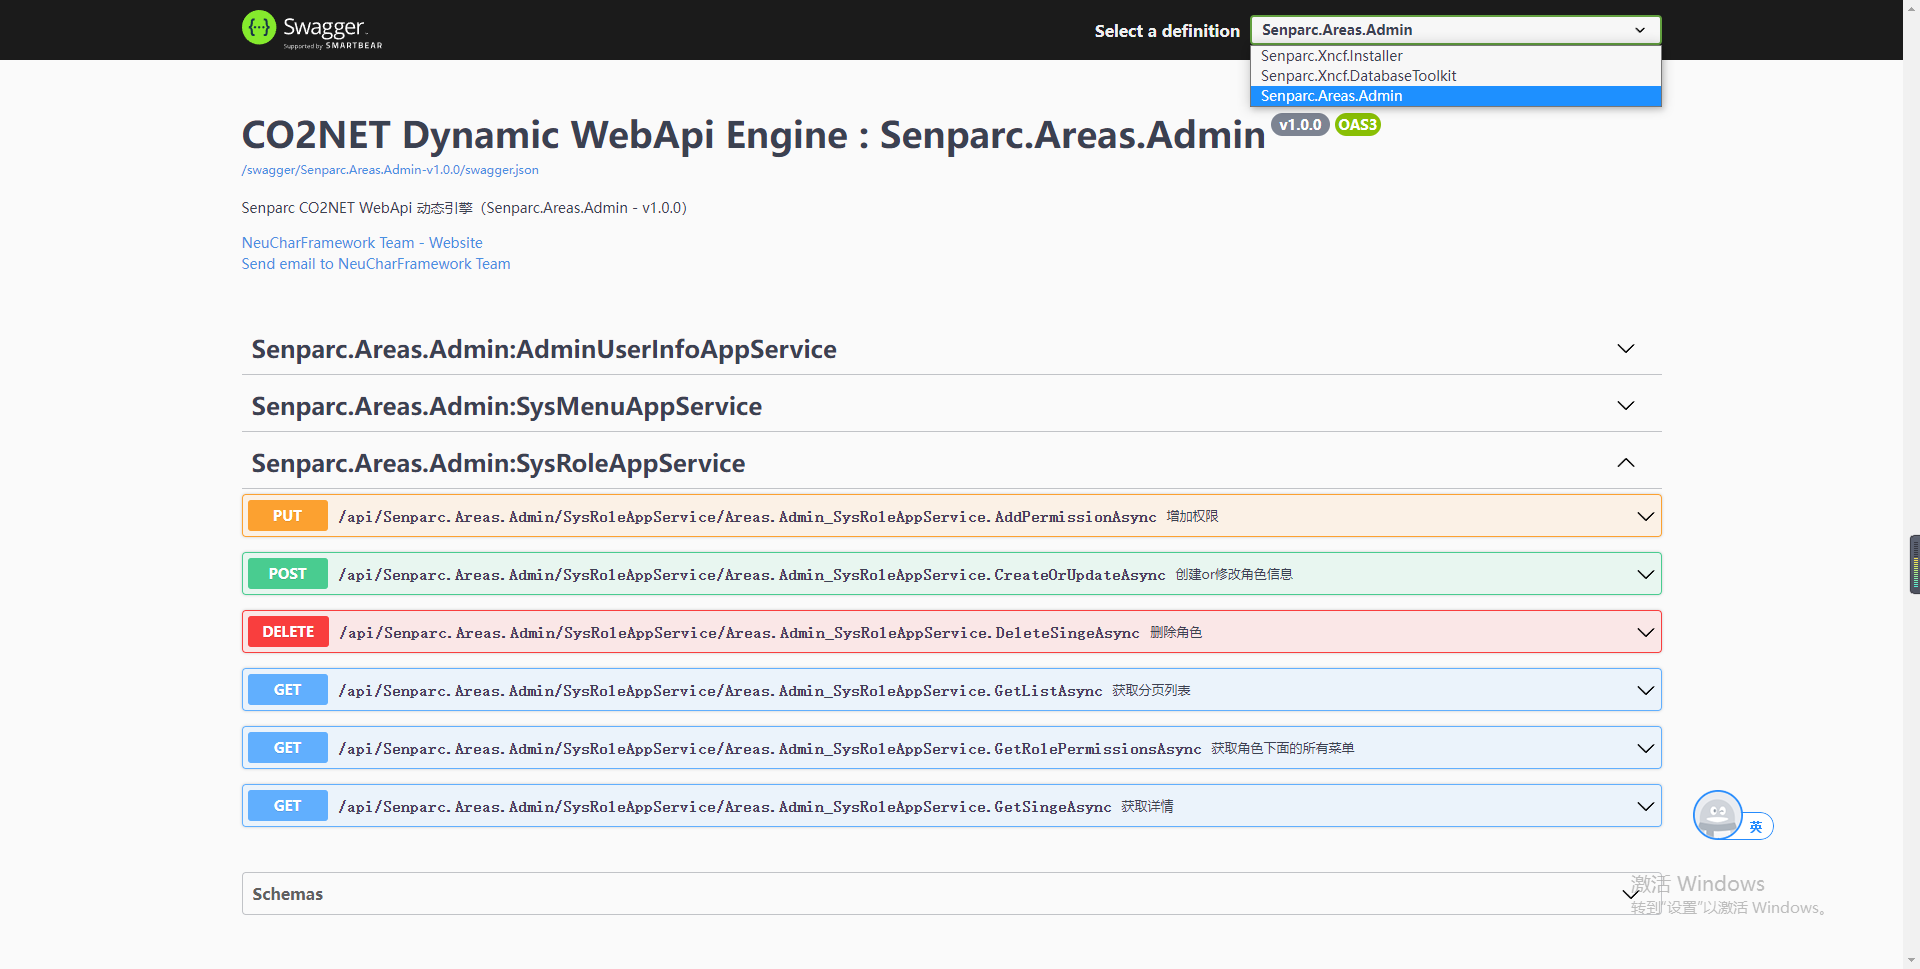 Swagger.
Supported by SMARTBEAR
Select a definition
Senparc.Areas.Admin
Senparc.Xncf.Installer
Senparc.Xncf.DatabaseToolkit
Senparc.Areas.Admin
CO2NET Dynamic WebApi Engine : Senparc.Areas.Admin v1.0.0 OAS3
/swagger/Senparc.Areas.Admin-v1.0.0/swagger.json
Senparc CO2NET WebApi 动态引擎（Senparc.Areas.Admin - v1.0.0）
NeuCharFramework Team - Website
Send email to NeuCharFramework Team
Senparc.Areas.Admin:AdminUserInfoAppService
Senparc.Areas.Admin:SysMenuAppService
Senparc.Areas.Admin:SysRoleAppService
PUT /api/Senparc.Areas.Admin/SysRoleAppService/Areas.Admin_SysRoleAppService.AddPermissionAsync 增加权限
POST /api/Senparc.Areas.Admin/SysRoleAppService/Areas.Admin_SysRoleAppService.CreateOrUpdateAsync 创建or修改角色信息
DELETE /api/Senparc.Areas.Admin/SysRoleAppService/Areas.Admin_SysRoleAppService.DeleteSingeAsync 删除角色
GET /api/Senparc.Areas.Admin/SysRoleAppService/Areas.Admin_SysRoleAppService.GetListAsync 获取分页列表
GET /api/Senparc.Areas.Admin/SysRoleAppService/Areas.Admin_SysRoleAppService.GetRolePermissionsAsync 获取角色下面的所有菜单
GET /api/Senparc.Areas.Admin/SysRoleAppService/Areas.Admin_SysRoleAppService.GetSingeAsync 获取详情
英
Schemas
激活 Windows
转到"设置"以激活 Windows。